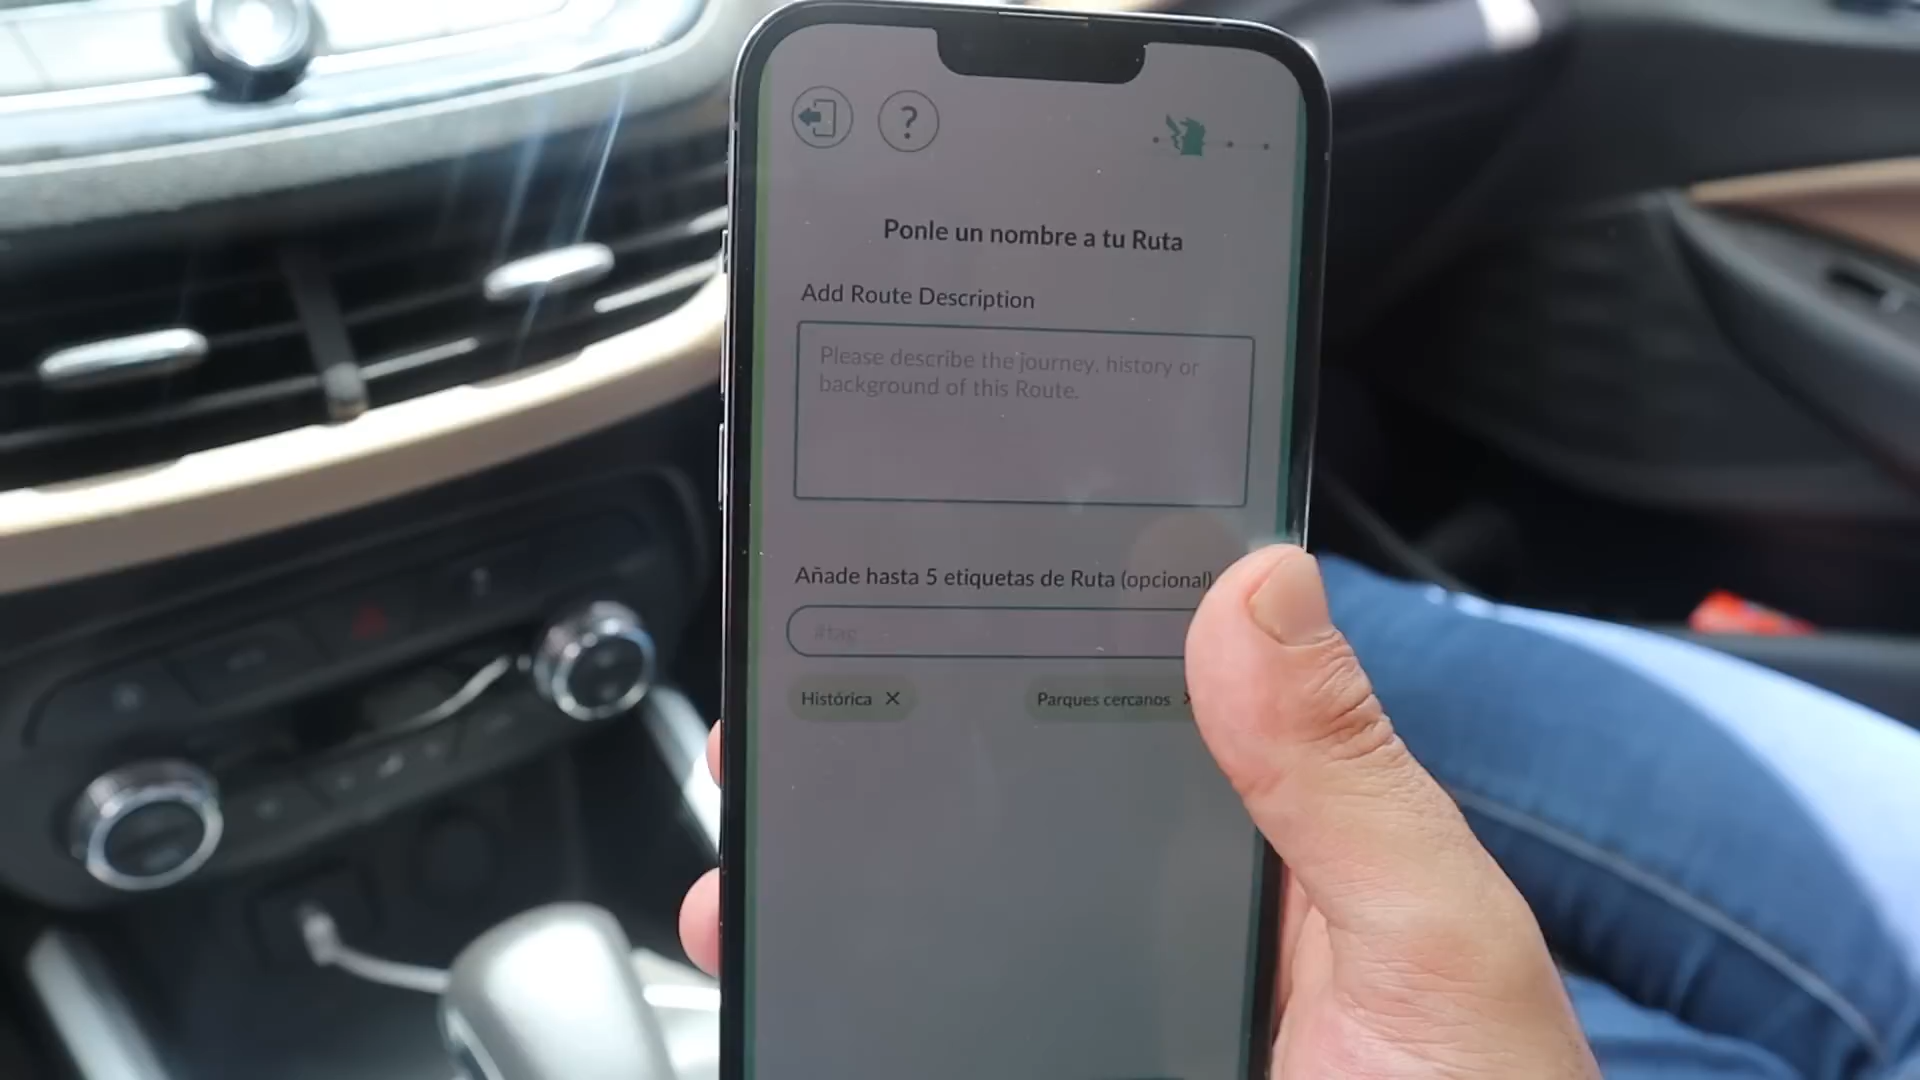 ?
Ponle un nombre a tu Ruta
Add Route Description
Please describe the journey, history or
background of this Route.
Añade hasta 5 etiquetas de Ruta (opcional)
#tag
Histórica X
Parques cercanos